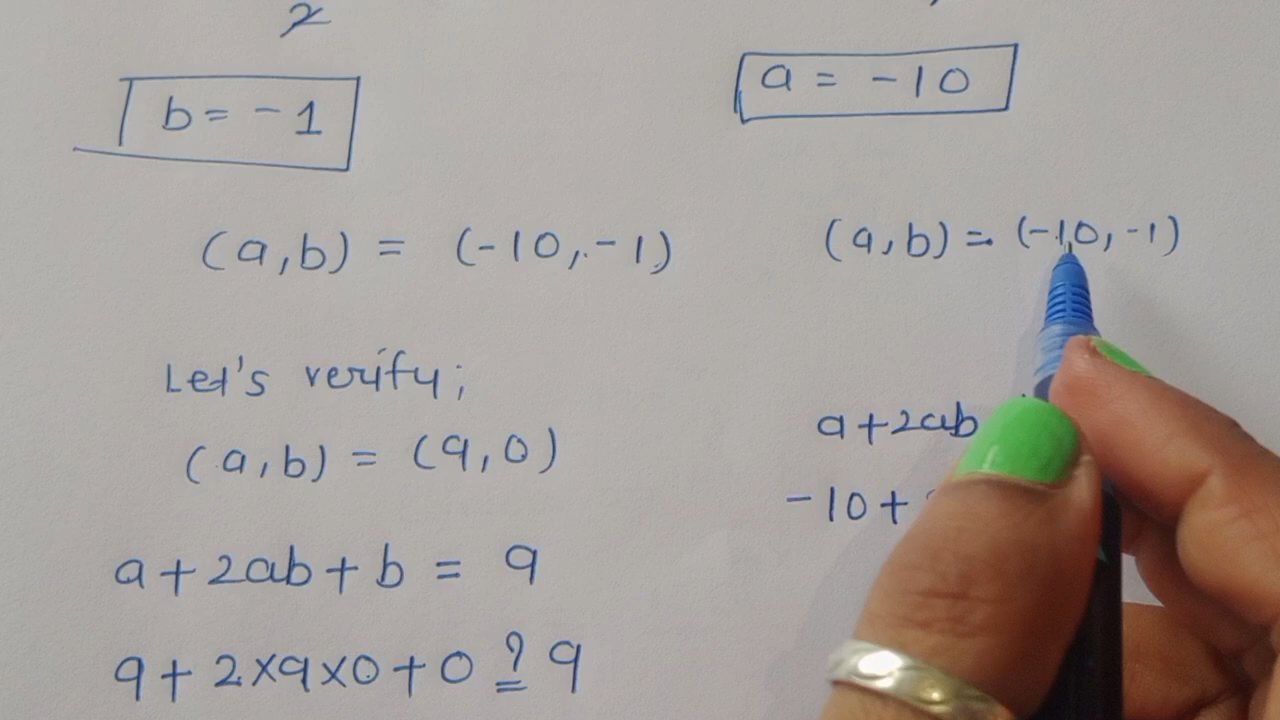 2
b = - 1
a = - 10
(a,b) = (-10,-1)
(a,b) = (-10,-1)
Let's verify;
(a,b) = (9,0)
a+2ab+b = 9
9+2×9×0+0 ?= 9
a+2ab
-10+